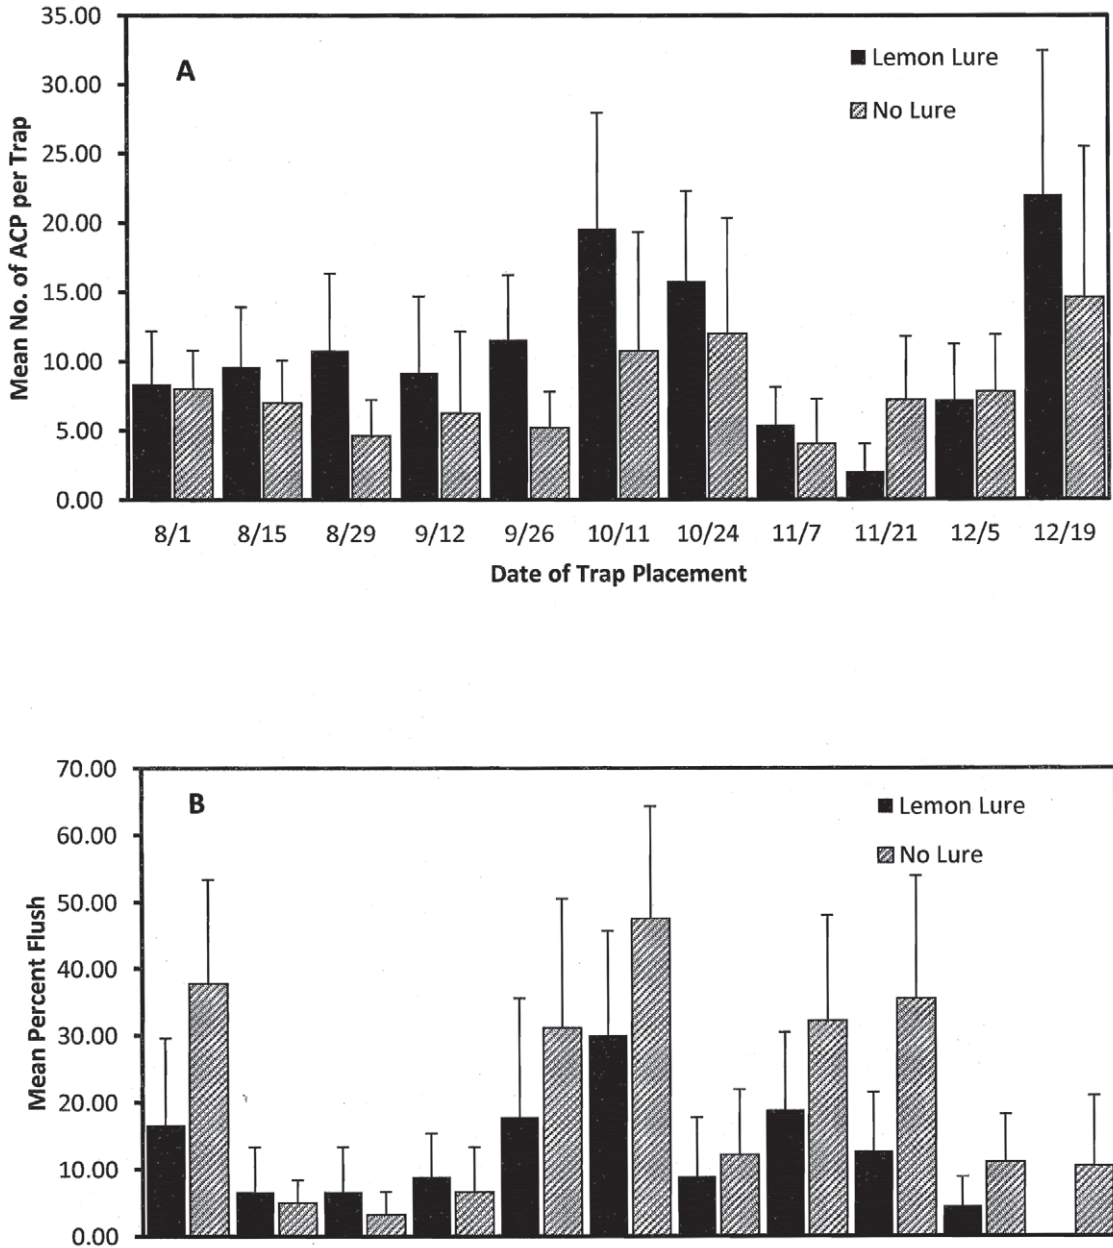 35.00
30.00
25.00
20.00
15.00
10.00
5.00
0.00
Mean No. of ACP per Trap
A
Lemon Lure
No Lure
8/1 8/15 8/29 9/12 9/26 10/11 10/24 11/7 11/21 12/5 12/19
Date of Trap Placement
70.00
60.00
50.00
40.00
30.00
20.00
10.00
0.00
Mean Percent Flush
B
Lemon Lure
No Lure